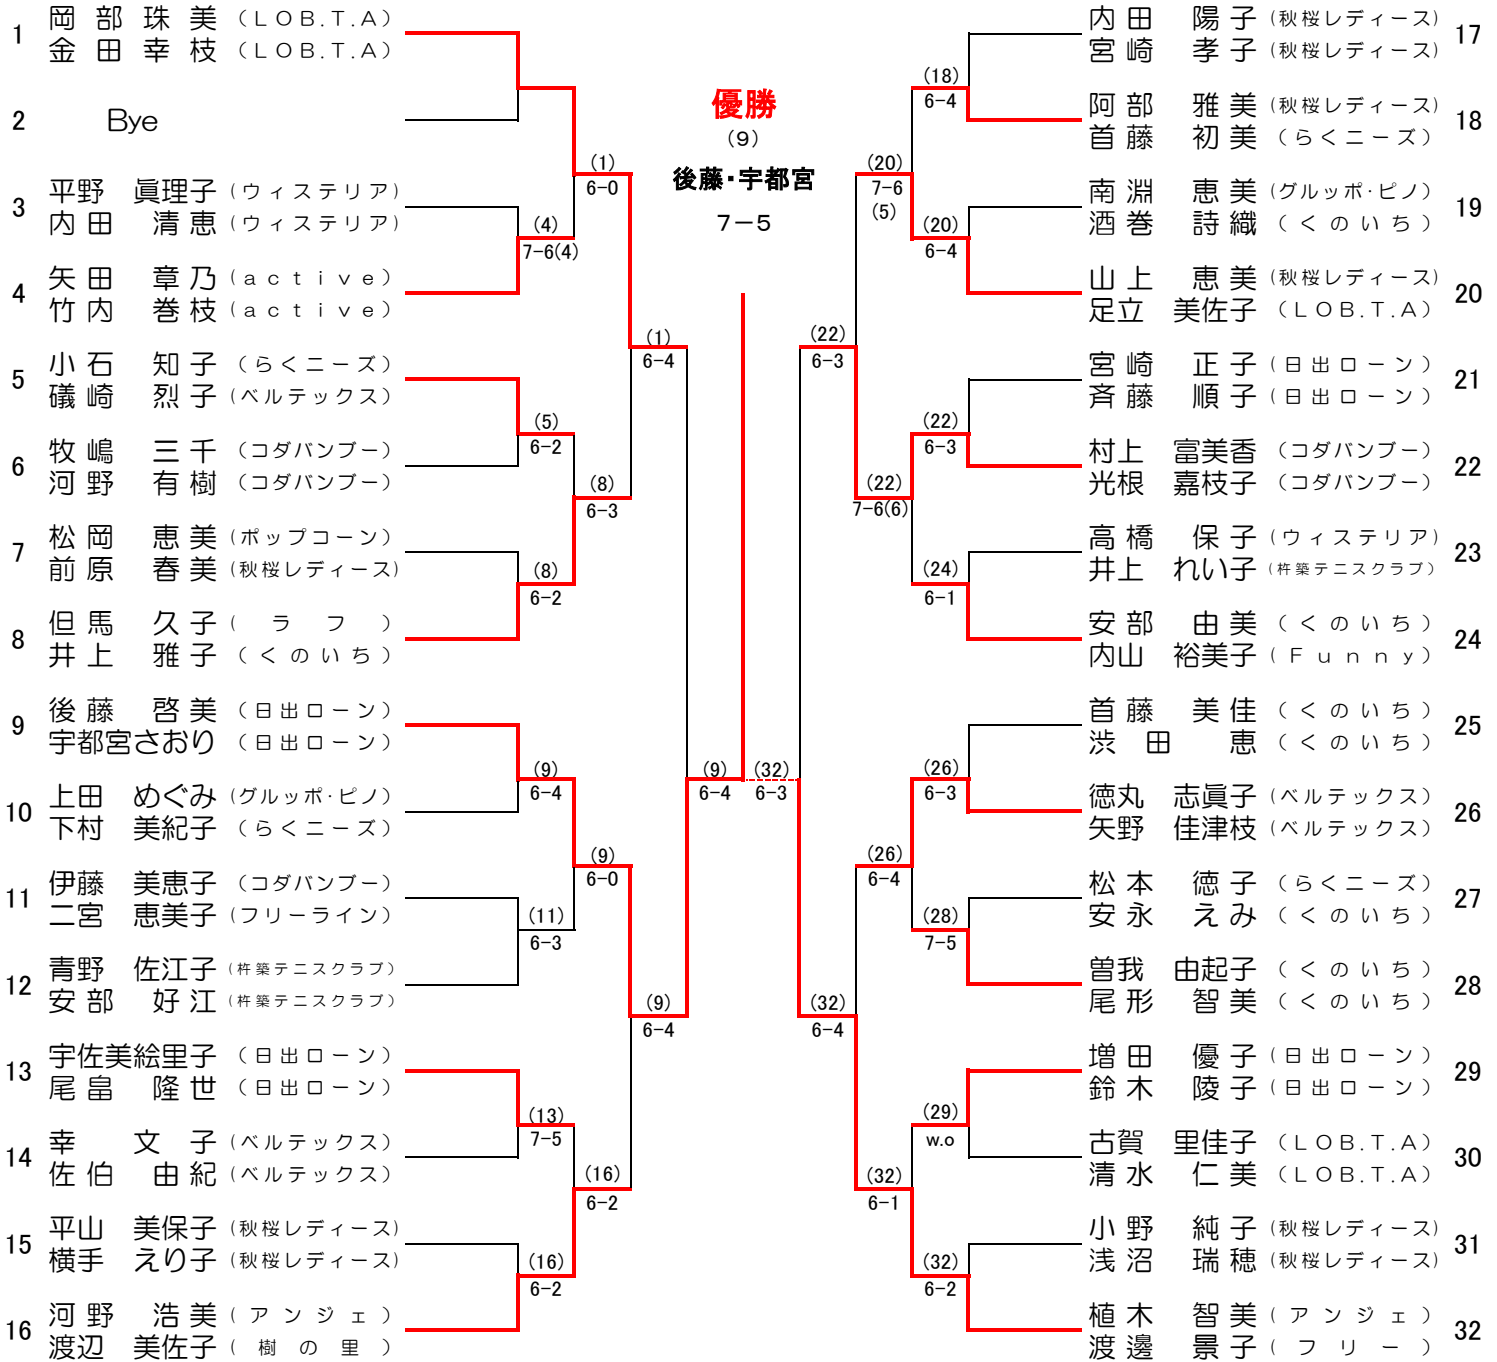 1 岡部珠美 (LOB.T.A)
金田幸枝 (LOB.T.A)
2 Bye
3 平野 眞理子 (ウィステリア)
内田 清恵 (ウィステリア)
4 矢田 章乃 (active)
竹内 巻枝 (active)
5 小石 知子 (らくニーズ)
礒崎 烈子 (ベルテックス)
6 牧嶋 三千 (コダバンブー)
河野 有樹 (コダバンブー)
7 松岡 恵美 (ポップコーン)
前原 春美 (秋桜レディース)
8 但馬 久子 (ラフ)
井上 雅子 (くのいち)
9 後藤 啓美 (日出ローン)
宇都宮さおり (日出ローン)
10 上田 めぐみ (グルッポ・ピノ)
下村 美紀子 (らくニーズ)
11 伊藤 美恵子 (コダバンブー)
二宮 恵美子 (フリーライン)
12 青野 佐江子 (杵築テニスクラブ)
安部 好江 (杵築テニスクラブ)
13 宇佐美絵里子 (日出ローン)
尾畠 隆世 (日出ローン)
14 幸 文子 (ベルテックス)
佐伯 由紀 (ベルテックス)
15 平山 美保子 (秋桜レディース)
横手 えり子 (秋桜レディース)
16 河野 浩美 (アンジェ)
渡辺 美佐子 (樹の里)
(4)
7-6(4)
(5)
6-2
(8)
6-2
(9)
6-4
(11)
6-3
(13)
7-5
(16)
6-2
(1)
6-0
(8)
6-3
(9)
6-0
(16)
6-2
(1)
6-4
(9)
6-4
(9)
6-4
優勝
(9)
後藤・宇都宮
7-5
(32)
6-3
(22)
6-3
(32)
6-4
(20)
7-6
(5)
(22)
7-6(6)
(26)
6-4
(32)
6-1
(18)
6-4
(20)
6-4
(22)
6-3
(24)
6-1
(26)
6-3
(28)
7-5
(29)
w.o
(32)
6-2
内田 陽子 (秋桜レディース) 17
宮崎 孝子 (秋桜レディース)
阿部 雅美 (秋桜レディース) 18
首藤 初美 (らくニーズ)
南淵 恵美 (グルッポ・ピノ) 19
酒巻 詩織 (くのいち)
山上 恵美 (秋桜レディース) 20
足立 美佐子 (LOB.T.A)
宮崎 正子 (日出ローン) 21
斉藤 順子 (日出ローン)
村上 富美香 (コダバンブー) 22
光根 嘉枝子 (コダバンブー)
高橋 保子 (ウィステリア) 23
井上 れい子 (杵築テニスクラブ)
安部 由美 (くのいち) 24
内山 裕美子 (Funny)
首藤 美佳 (くのいち) 25
渋田 恵 (くのいち)
徳丸 志眞子 (ベルテックス) 26
矢野 佳津枝 (ベルテックス)
松本 徳子 (らくニーズ) 27
安永 えみ (くのいち)
曽我 由起子 (くのいち) 28
尾形 智美 (くのいち)
増田 優子 (日出ローン) 29
鈴木 陵子 (日出ローン)
古賀 里佳子 (LOB.T.A) 30
清水 仁美 (LOB.T.A)
小野 純子 (秋桜レディース) 31
浅沼 瑞穂 (秋桜レディース)
植木 智美 (アンジェ) 32
渡邊 景子 (フリー)